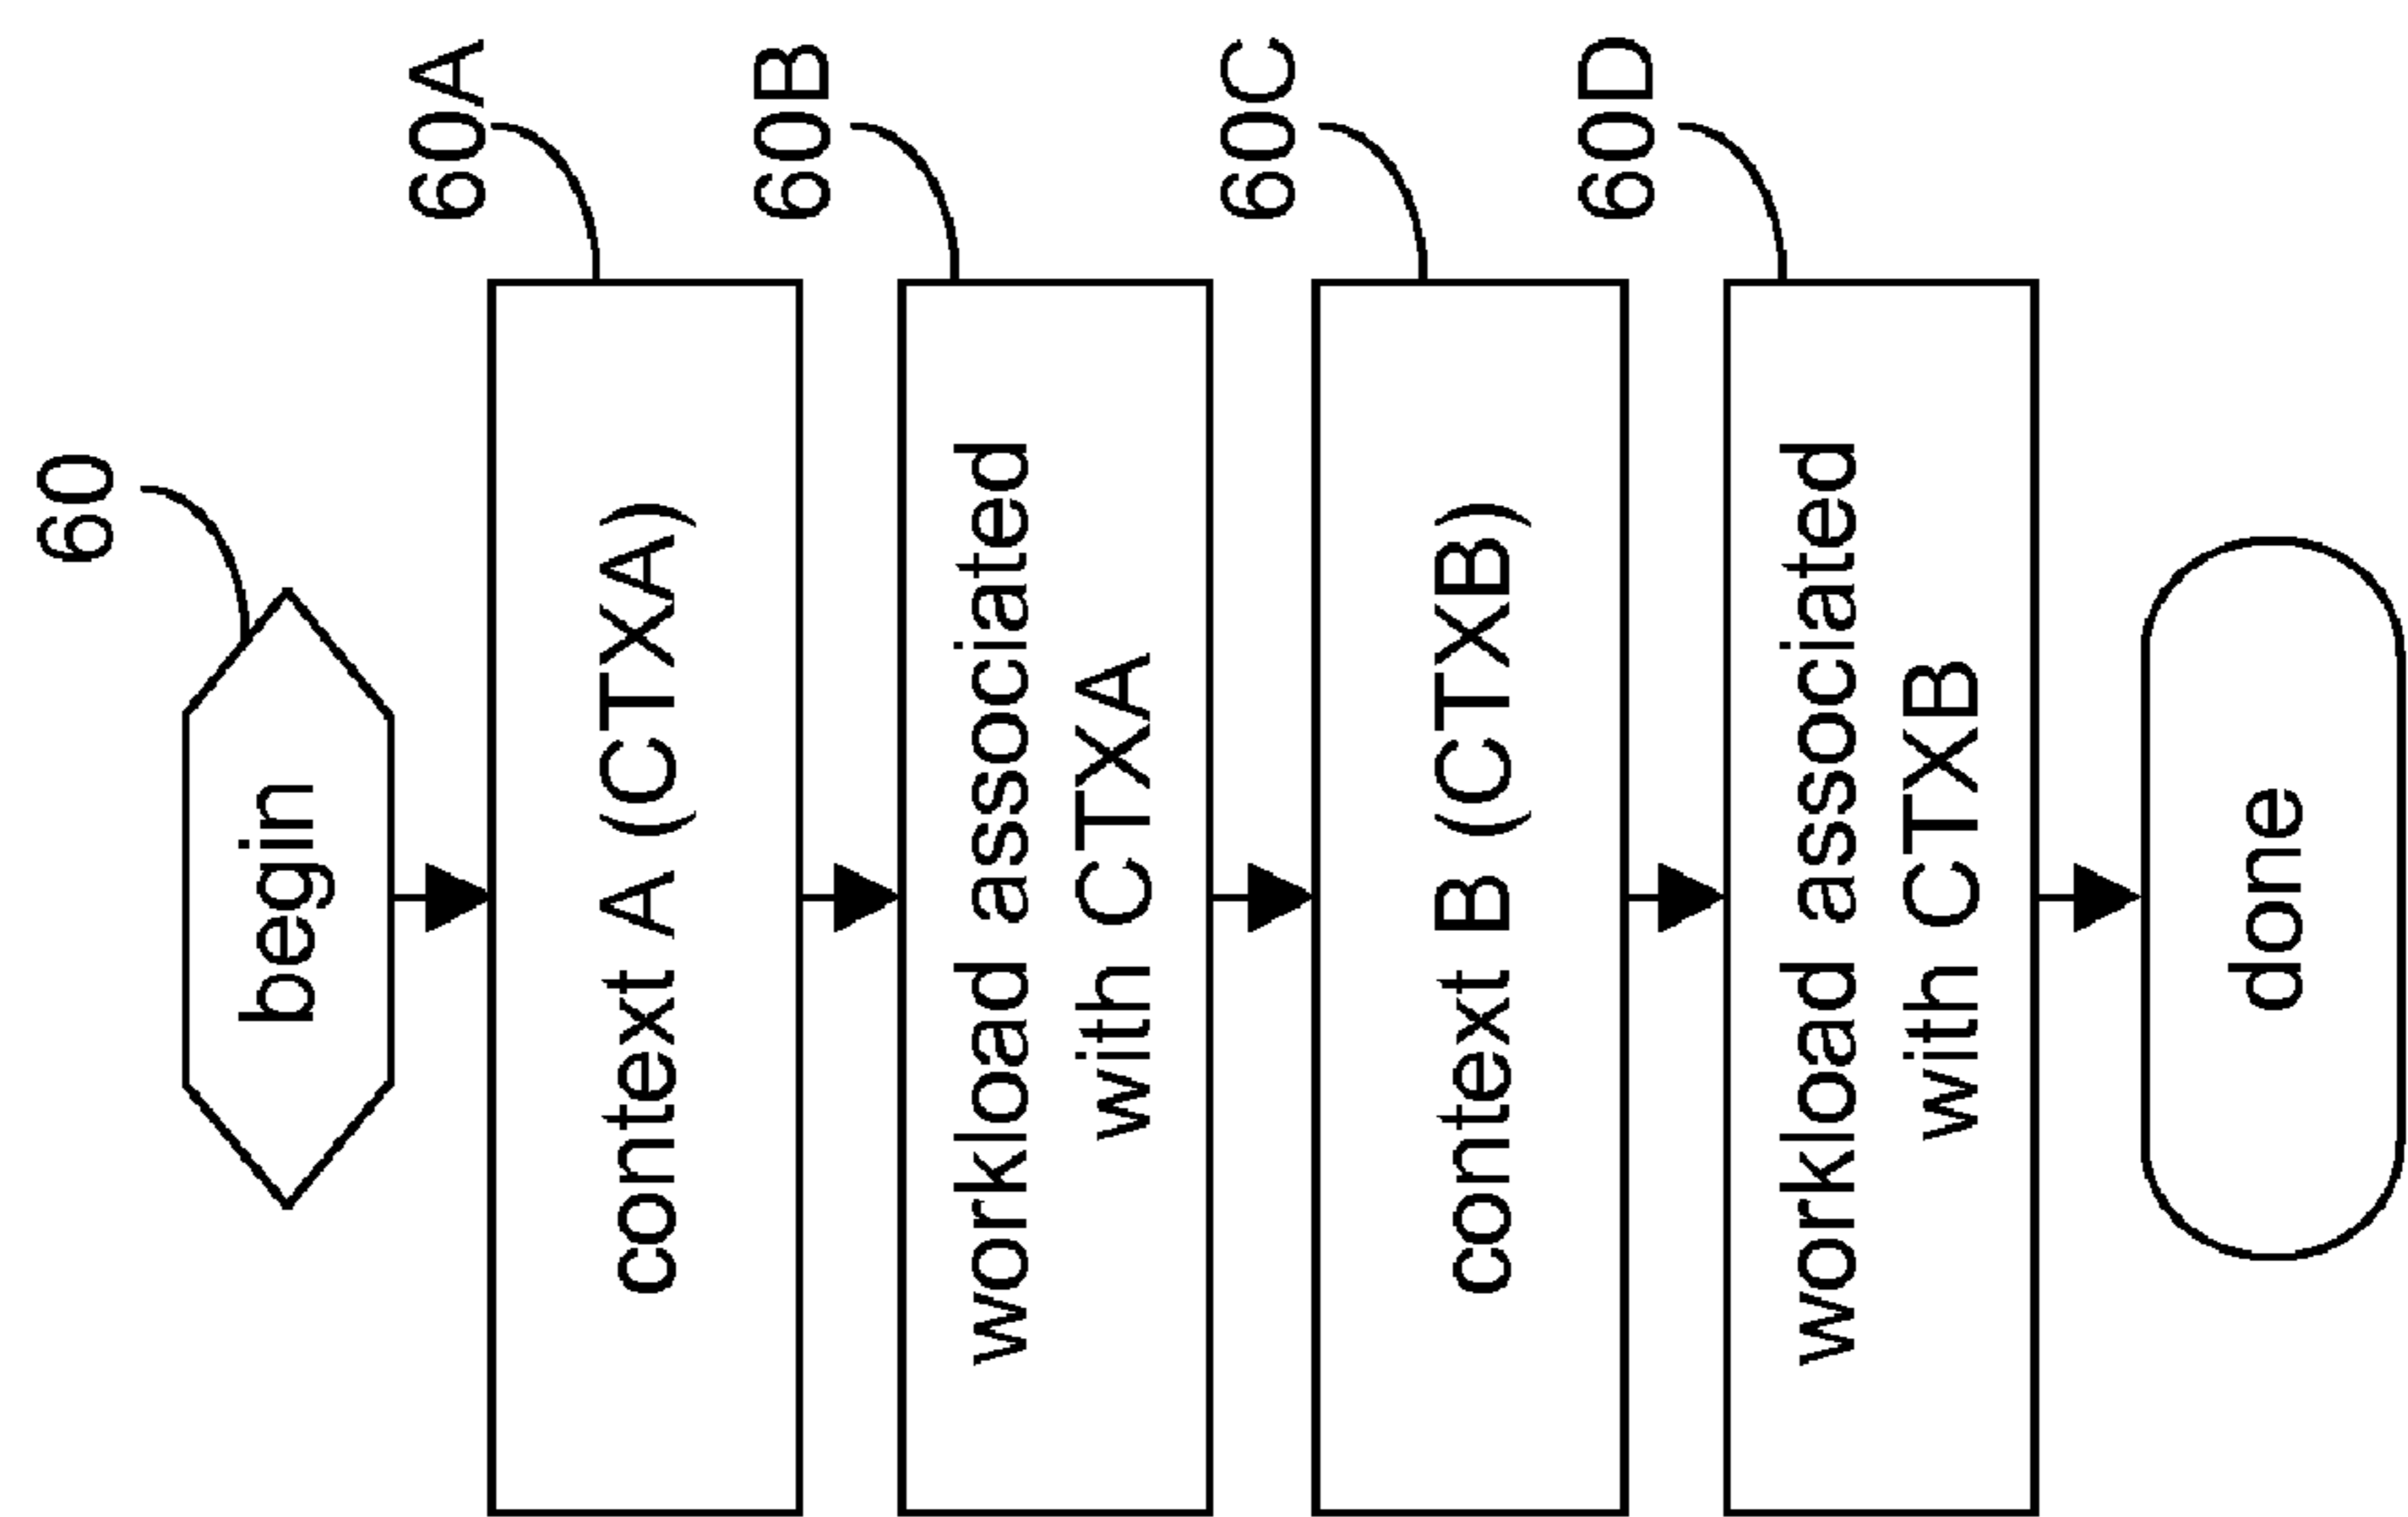 60
begin
60A
context A (CTXA)
60B
workload associated
with CTXA
60C
context B (CTXB)
60D
workload associated
with CTXB
done